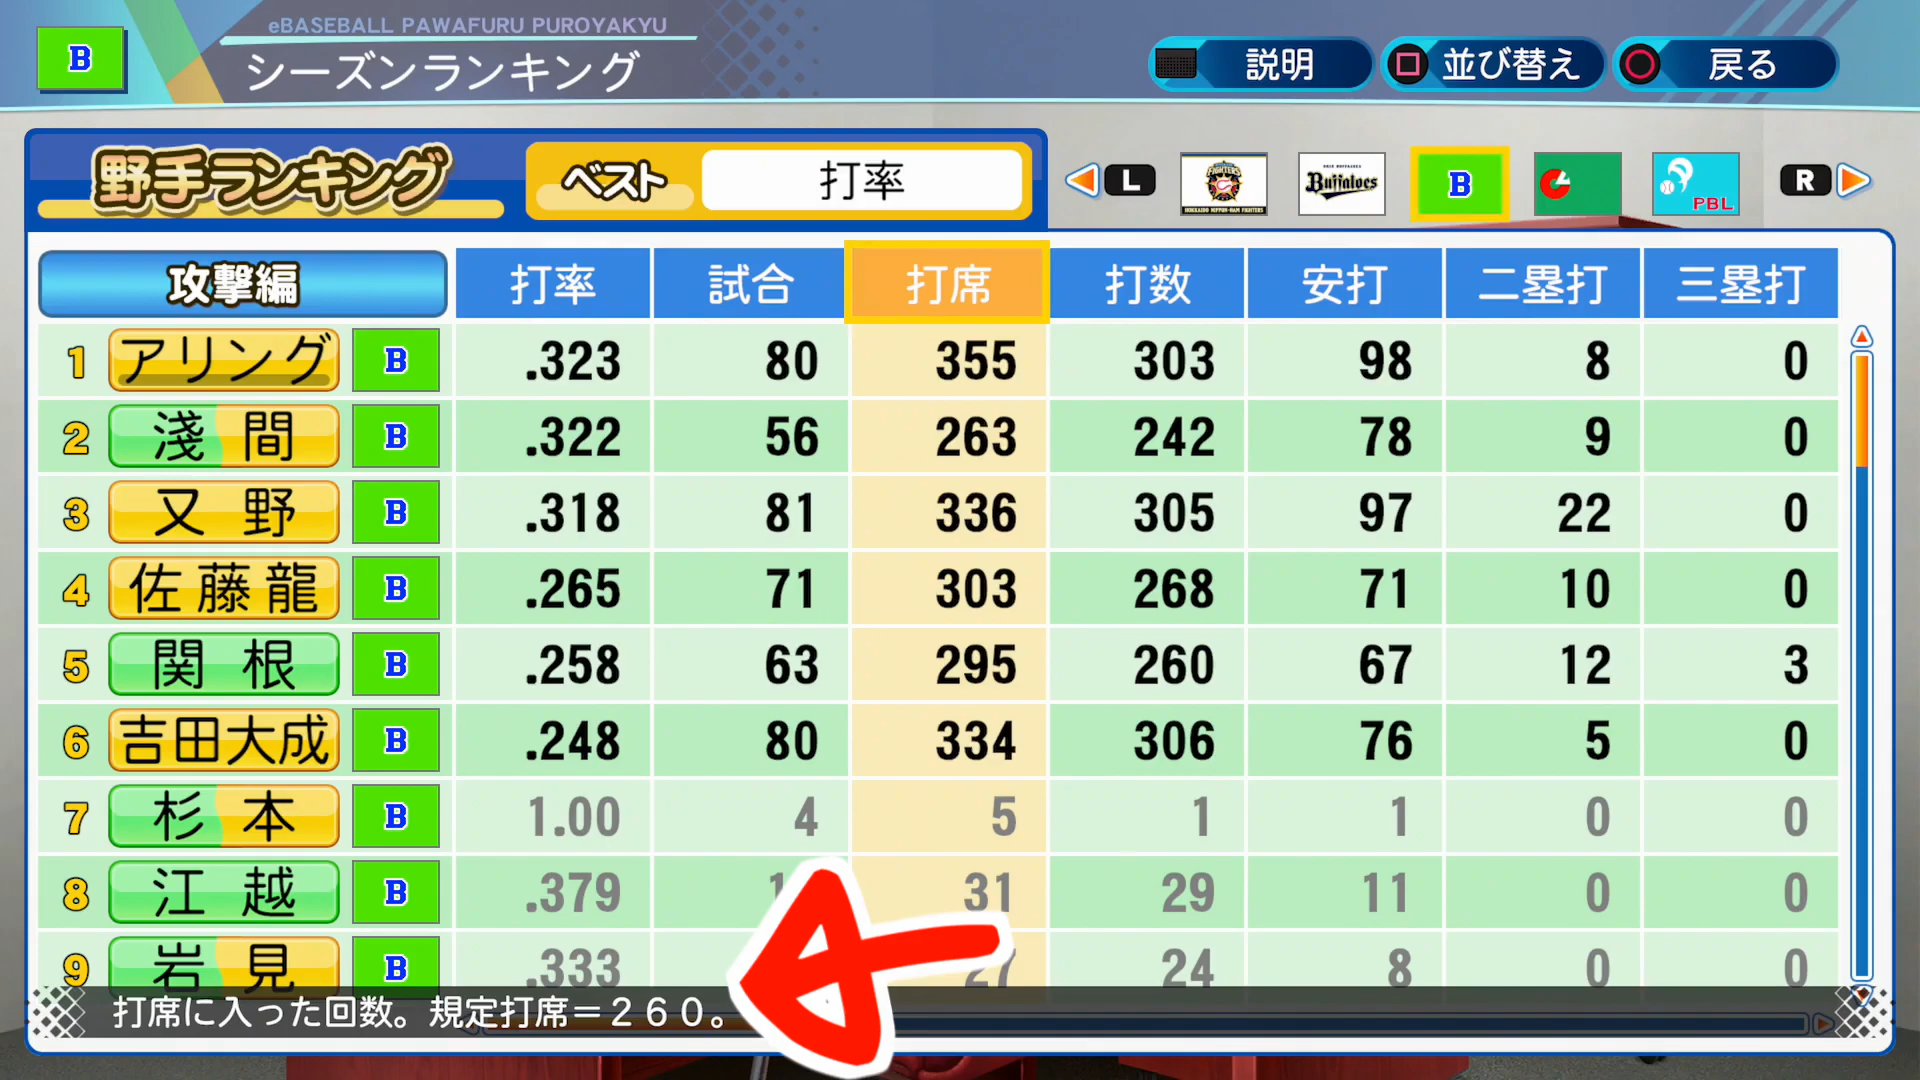 eBASEBALL PAWAFURU PUROYAKYU
B シーズンランキング 説明 並び替え 戻る
野手ランキング ベスト 打率 L FIGHTERS HOKKAIDO NIPPON-HAM FIGHTERS ORIX BUFFALOES Buffaloes B PBL R
攻撃編 打率 試合 打席 打数 安打 二塁打 三塁打
1 アリング B .323 80 355 303 98 8 0
2 淺間 B .322 56 263 242 78 9 0
3 又野 B .318 81 336 305 97 22 0
4 佐藤龍 B .265 71 303 268 71 10 0
5 関根 B .258 63 295 260 67 12 3
6 吉田大成 B .248 80 334 306 76 5 0
7 杉本 B 1.00 4 5 1 1 0 0
8 江越 B .379 31 29 11 0 0
9 岩見 B .333 27 24 8 0 0
打席に入った回数。規定打席＝２６０。